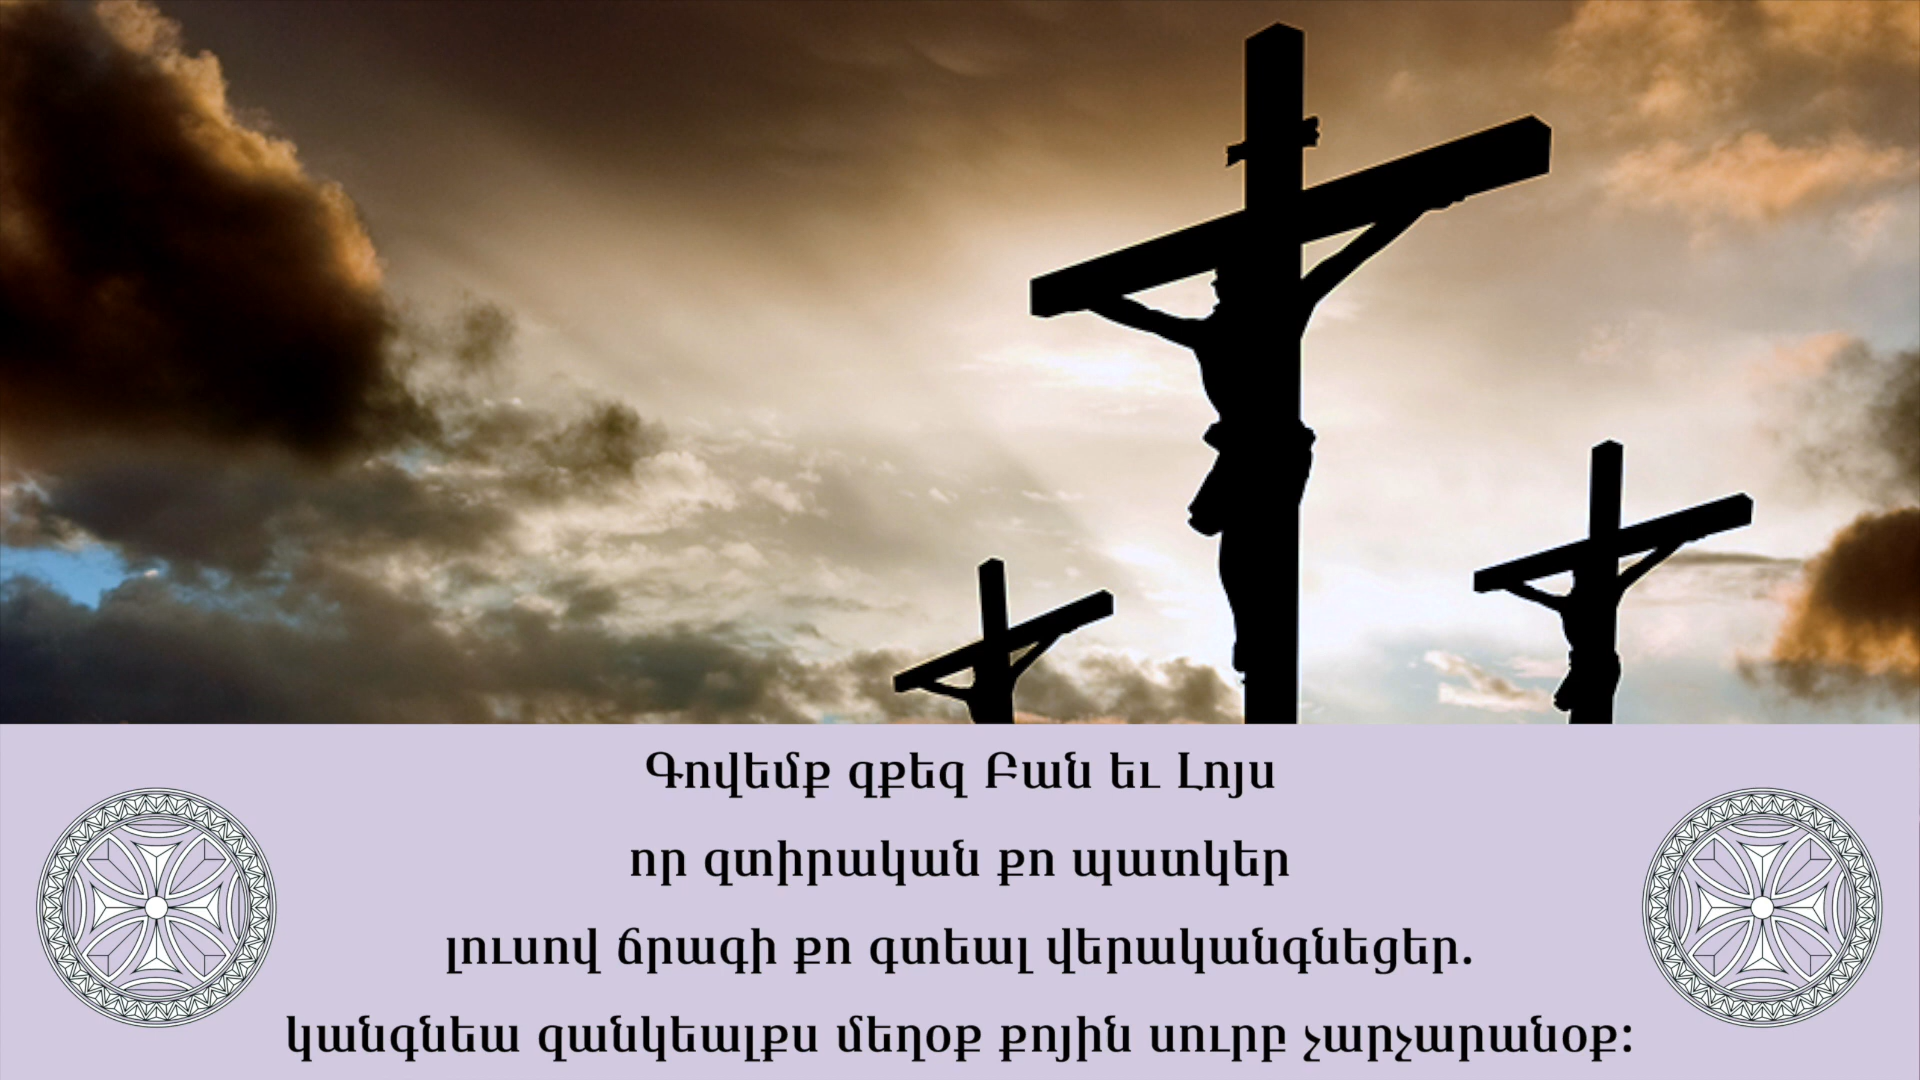 Գովեմք զքեզ Բան եւ Լոյս
որ զտիրական քո պատկեր
լուսով ճրագի քո գտեալ վերականգնեցեր.
կանգնեա զանկեալքս մեղօք քոյին սուրբ չարչարանօք: